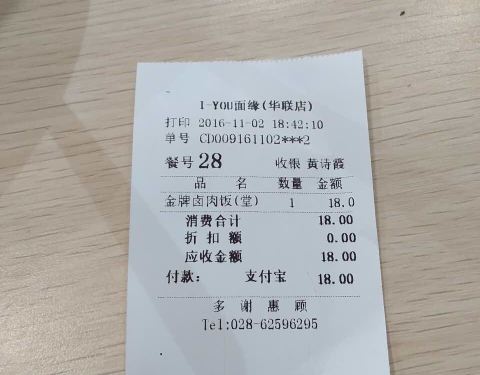 I-YOU面缘(华联店)
打印 2016-11-02 18:42:10
单号 CD009161102***2
餐号 28 收银 黄诗霞
品 名 数量 金额
金牌卤肉饭(堂) 1 18.0
消费合计 18.00
折扣额 0.00
应收金额 18.00
付款: 支付宝 18.00
多谢惠顾
Tel:028-62596295